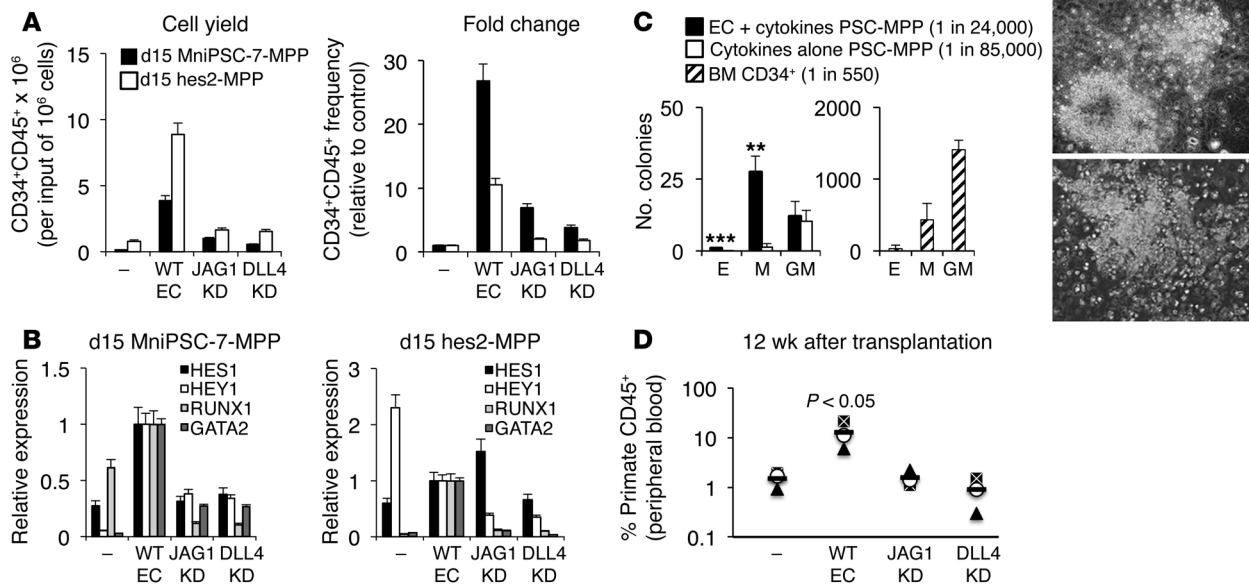 A
Cell yield
CD34⁺CD45⁺ x 10⁶
(per input of 10⁶ cells)
15
10
5
0
d15 MniPSC-7-MPP
d15 hes2-MPP
– WT JAG1 DLL4
EC KD KD
Fold change
CD34⁺CD45⁺ frequency
(relative to control)
30
20
10
0
– WT JAG1 DLL4
EC KD KD
B
d15 MniPSC-7-MPP
Relative expression
1.5
1
0.5
0
HES1
HEY1
RUNX1
GATA2
– WT JAG1 DLL4
EC KD KD
d15 hes2-MPP
Relative expression
3
2
1
0
HES1
HEY1
RUNX1
GATA2
– WT JAG1 DLL4
EC KD KD
C
EC + cytokines PSC-MPP (1 in 24,000)
Cytokines alone PSC-MPP (1 in 85,000)
BM CD34⁺ (1 in 550)
No. colonies
50
25
0
***
**
E M GM
2000
1000
0
E M GM
D
12 wk after transplantation
% Primate CD45⁺
(peripheral blood)
100
10
1
0.1
P < 0.05
– WT JAG1 DLL4
EC KD KD